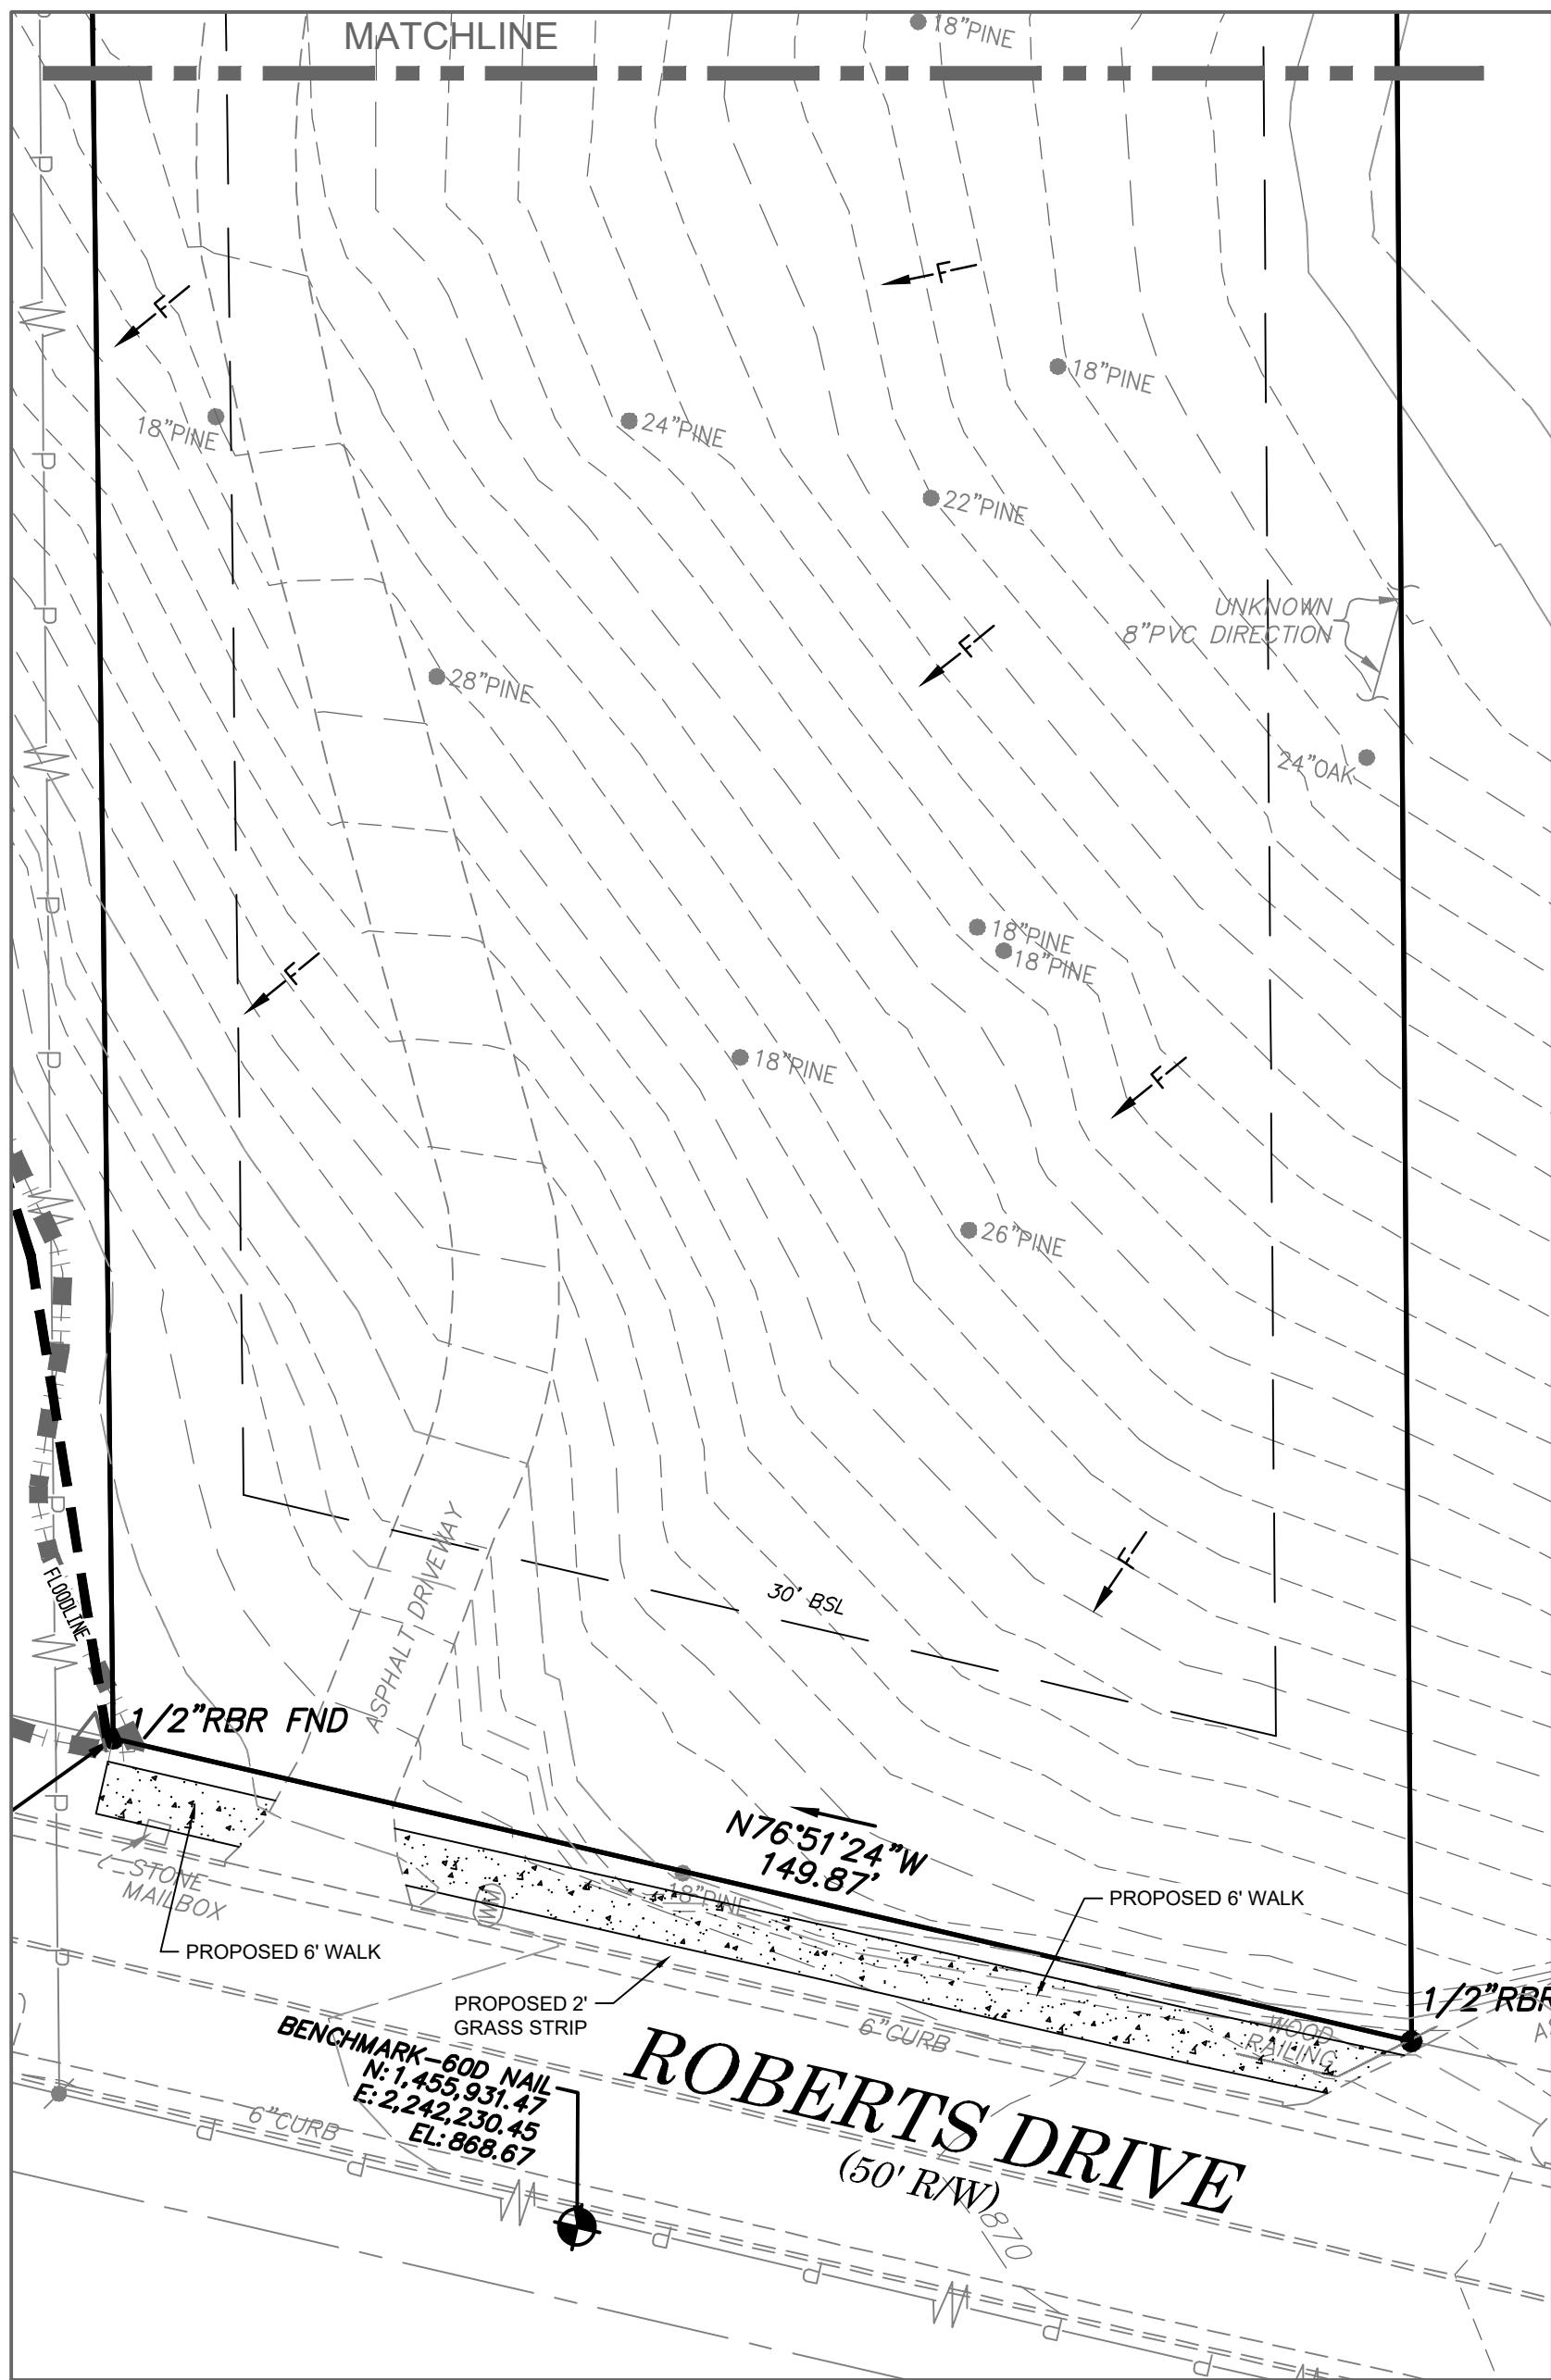 MATCHLINE
18"PINE
P
F
F
18"PINE
18"PINE
24"PINE
P
22"PINE
UNKNOWN
8"PVC DIRECTION
P
F
28"PINE
24"OAK
P
18"PINE
18"PINE
F
P
18"PINE
F
26"PINE
P
ASPHALT DRIVEWAY
F
30' BSL
FLOODLINE
1/2"RBR FND
P
N76°51'24"W
149.87'
STONE
MAILBOX
18"PINE
WM
PROPOSED 6' WALK
PROPOSED 6' WALK
P
PROPOSED 2'
GRASS STRIP
1/2"RBR
WOOD
RAILING
6"CURB
BENCHMARK-60D NAIL
N: 1,455,931.47
E: 2,242,230.45
EL: 868.67
ROBERTS DRIVE
(50' R/W)
6"CURB
P
P
870
P
P
P
P